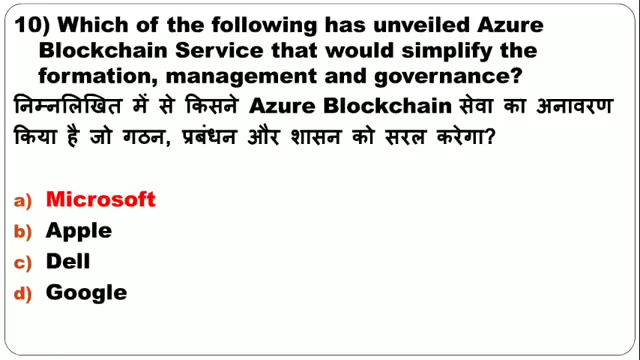 10) Which of the following has unveiled Azure
Blockchain Service that would simplify the
formation, management and governance?
निम्नलिखित में से किसने Azure Blockchain सेवा का अनावरण
किया है जो गठन, प्रबंधन और शासन को सरल करेगा?
a) Microsoft
b) Apple
c) Dell
d) Google